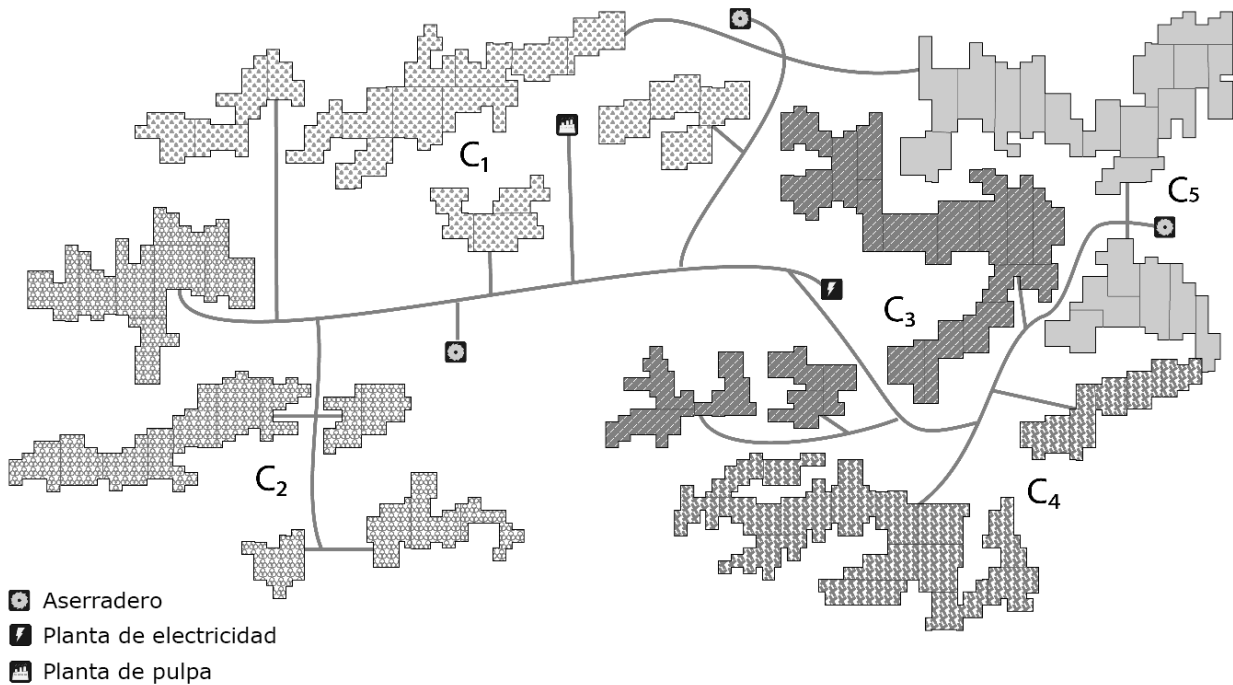 C1
C5
C3
C2
C4
Aserradero
Planta de electricidad
Planta de pulpa